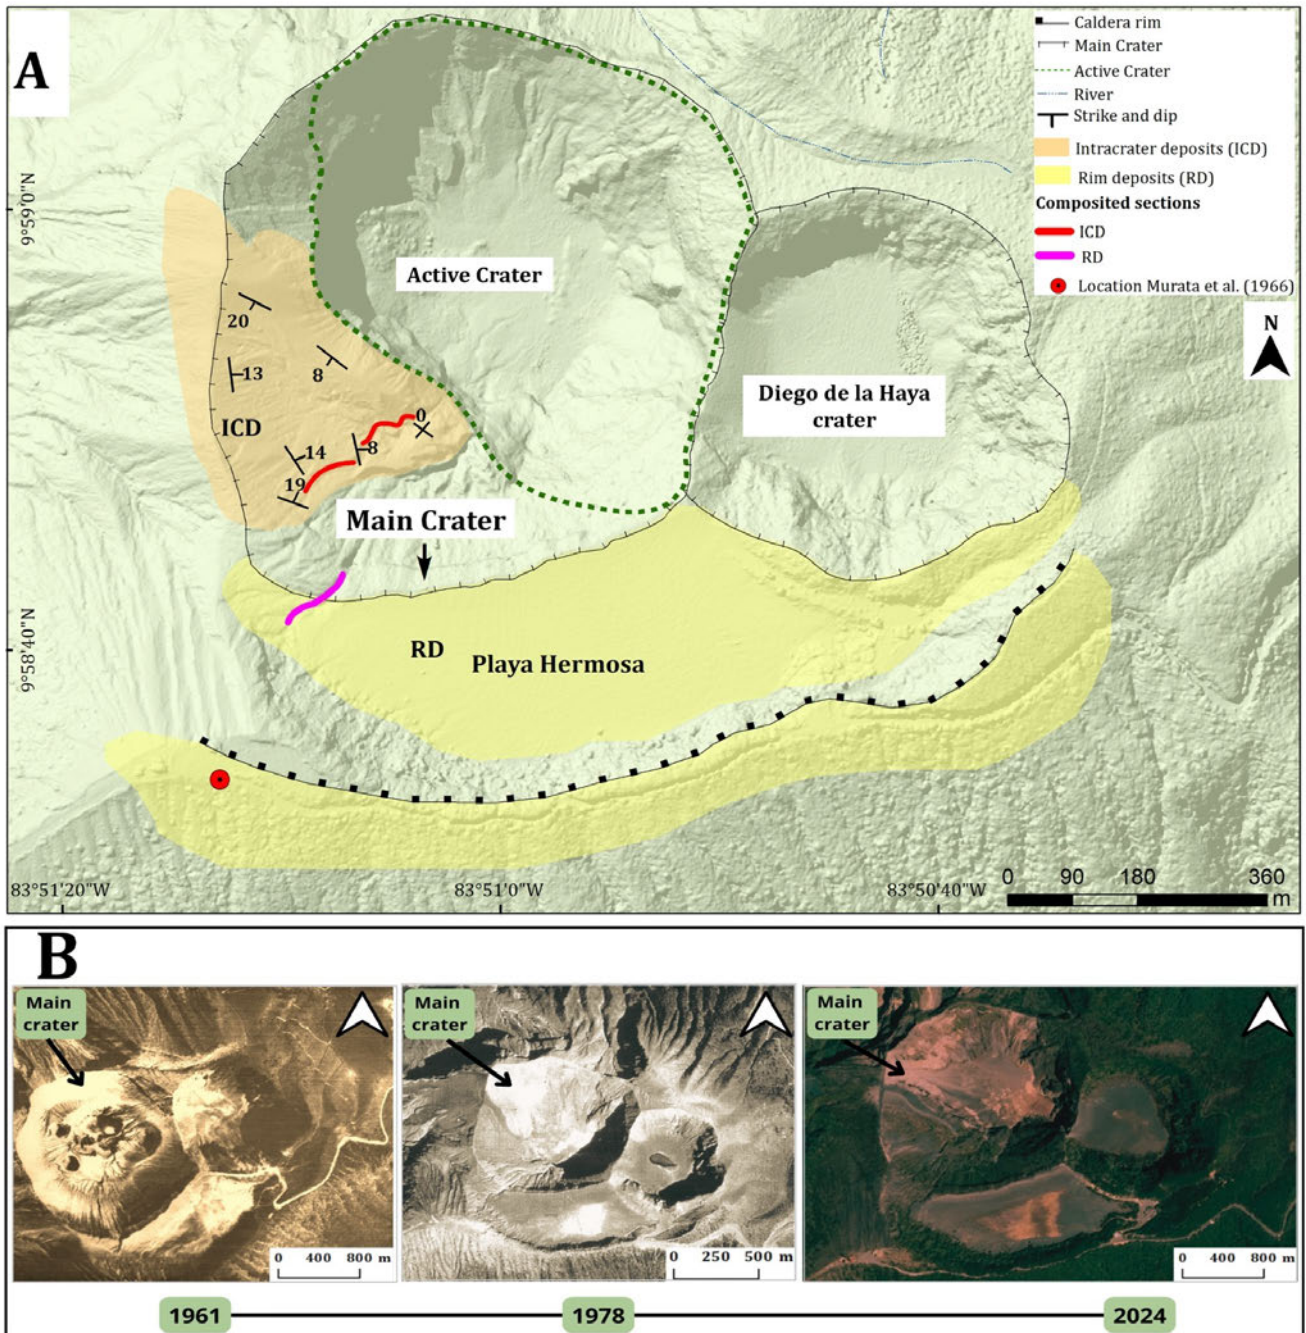 A
Caldera rim
Main Crater
Active Crater
River
Strike and dip
Intracrater deposits (ICD)
Rim deposits (RD)
Composited sections
ICD
RD
Location Murata et al. (1966)
N
9°59'0"N
Active Crater
20
13
8
Diego de la Haya
crater
0
ICD
14
8
19
Main Crater
9°58'40"N
RD
Playa Hermosa
83°51'20"W
83°51'0"W
83°50'40"W
0 90 180 360
m
B
Main
crater
Main
crater
Main
crater
0 400 800 m
0 250 500 m
0 400 800 m
1961
1978
2024